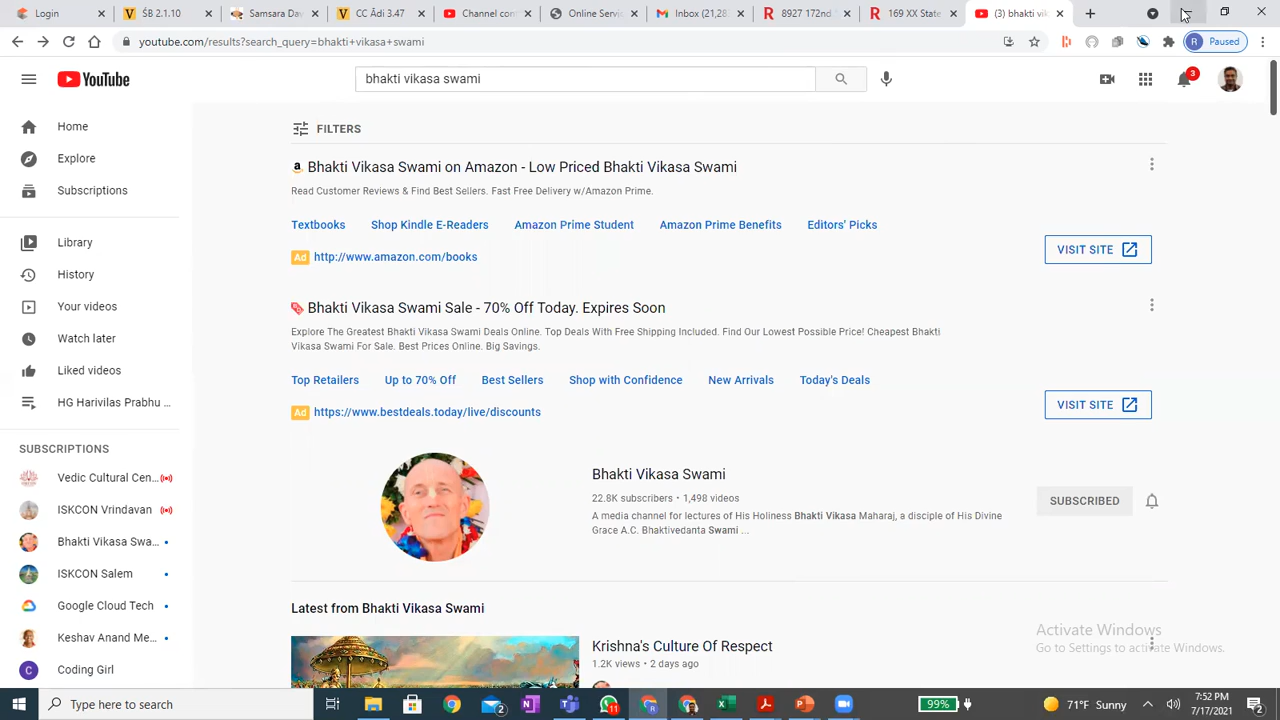 Login
ŚB 2.1.10
Samsara Day
CC Ādi 3.47
Channel cont
Online Servic
Inbox (21,28
8927 172nd
169 XX State
(3) bhakti vik
youtube.com/results?search_query=bhakti+vikasa+swami
R Paused
YouTube
bhakti vikasa swami
3
Home
Explore
Subscriptions
Library
History
Your videos
Watch later
Liked videos
HG Harivilas Prabhu ...
SUBSCRIPTIONS
Vedic Cultural Cen...
ISKCON Vrindavan
Bhakti Vikasa Swa...
ISKCON Salem
Google Cloud Tech
Keshav Anand Me...
C Coding Girl
FILTERS
Bhakti Vikasa Swami on Amazon - Low Priced Bhakti Vikasa Swami
Read Customer Reviews & Find Best Sellers. Fast Free Delivery w/Amazon Prime.
Textbooks Shop Kindle E-Readers Amazon Prime Student Amazon Prime Benefits Editors' Picks
VISIT SITE
Ad http://www.amazon.com/books
Bhakti Vikasa Swami Sale - 70% Off Today. Expires Soon
Explore The Greatest Bhakti Vikasa Swami Deals Online. Top Deals With Free Shipping Included. Find Our Lowest Possible Price! Cheapest Bhakti
Vikasa Swami For Sale. Best Prices Online. Big Savings.
Top Retailers Up to 70% Off Best Sellers Shop with Confidence New Arrivals Today's Deals
VISIT SITE
Ad https://www.bestdeals.today/live/discounts
Bhakti Vikasa Swami
22.8K subscribers • 1,498 videos
A media channel for lectures of His Holiness Bhakti Vikasa Maharaj, a disciple of His Divine
Grace A.C. Bhaktivedanta Swami ...
SUBSCRIBED
Latest from Bhakti Vikasa Swami
Krishna's Culture Of Respect
1.2K views • 2 days ago
Activate Windows
Go to Settings to activate Windows.
Type here to search
2
11
99%
71°F Sunny
7:52 PM
7/17/2021
2